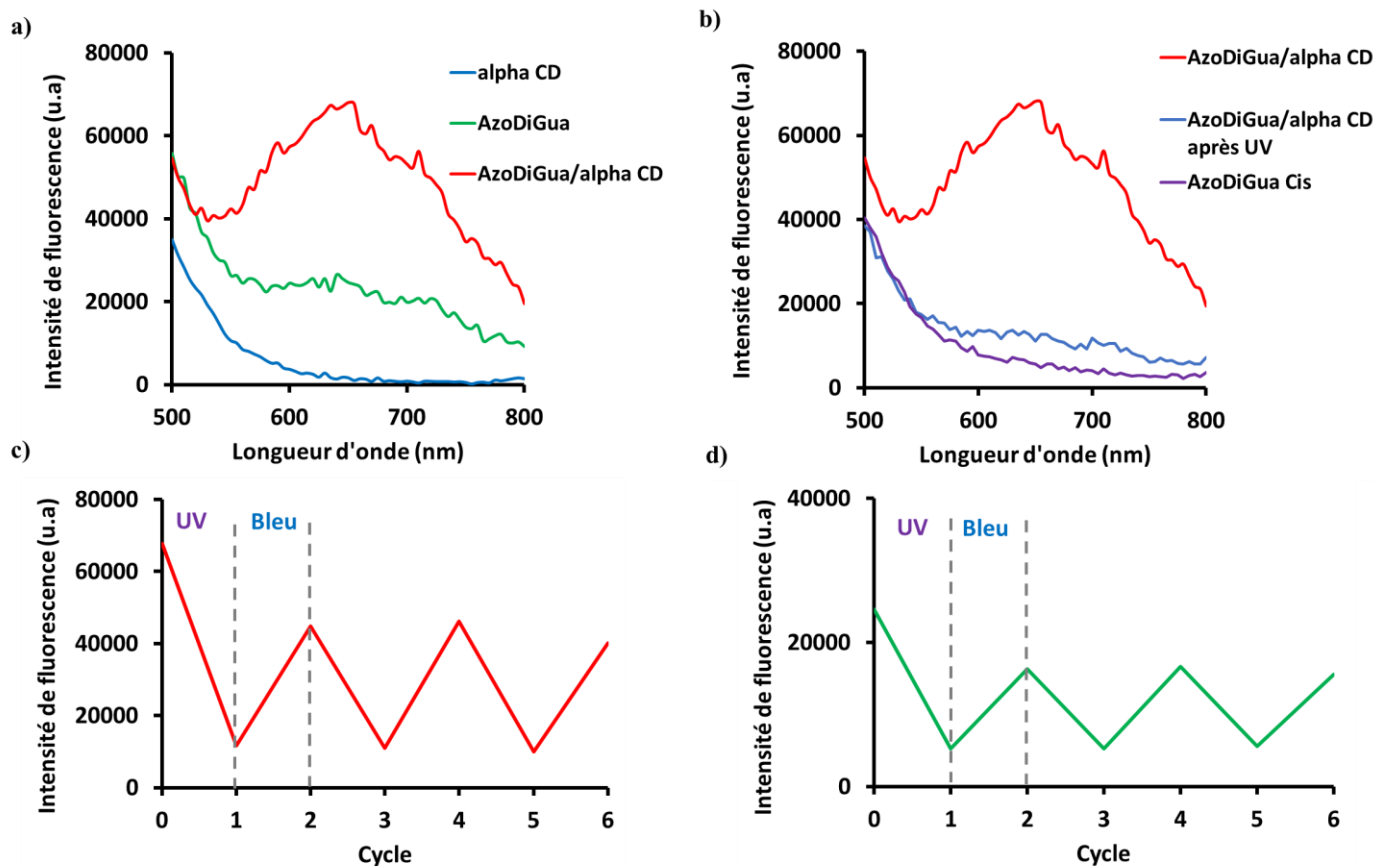 a)
80000
60000
40000
20000
0
500
600
700
800
Intensité de fluorescence (u.a)
Longueur d'onde (nm)
alpha CD
AzoDiGua
AzoDiGua/alpha CD
b)
80000
60000
40000
20000
0
500
600
700
800
Intensité de fluorescence (u.a)
Longueur d'onde (nm)
AzoDiGua/alpha CD
AzoDiGua/alpha CD
après UV
AzoDiGua Cis
c)
80000
60000
40000
20000
0
0
1
2
3
4
5
6
Intensité de fluorescence (u.a)
Cycle
UV
Bleu
d)
40000
20000
0
0
1
2
3
4
5
6
Intensité de fluorescence (u.a)
Cycle
UV
Bleu